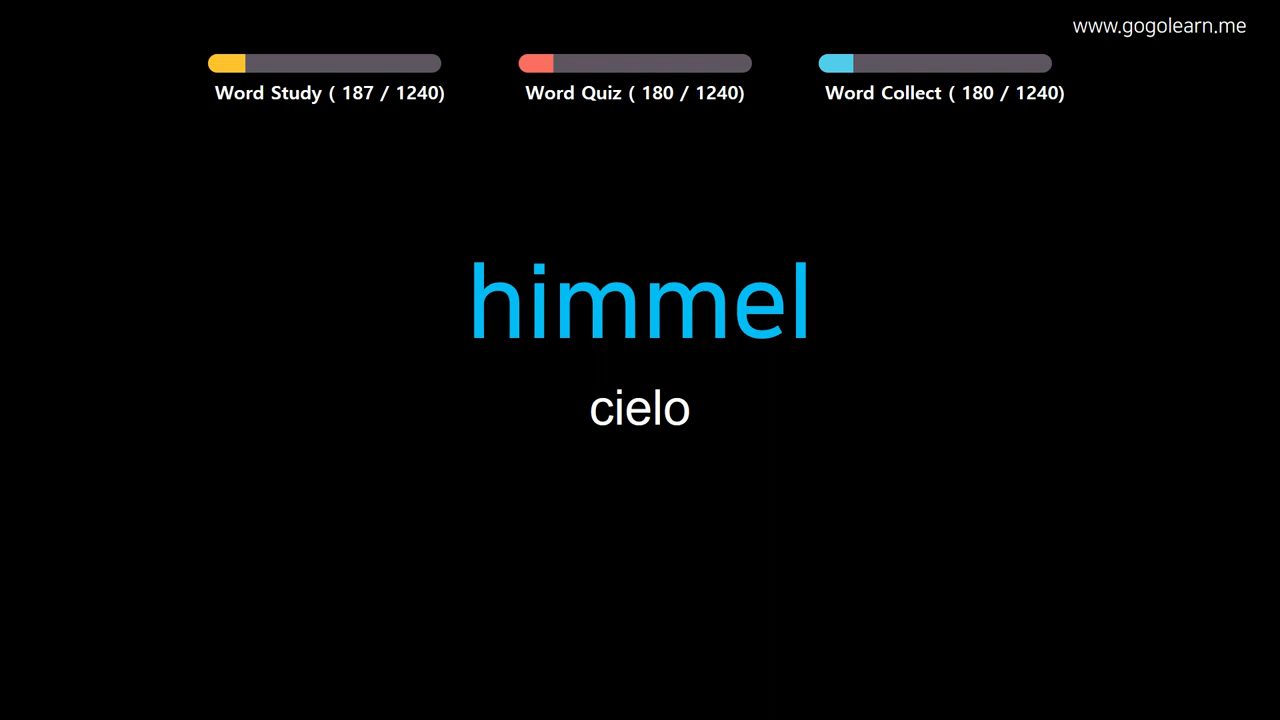 www.gogolearn.me
Word Study ( 187 / 1240)
Word Quiz ( 180 / 1240)
Word Collect ( 180 / 1240)
himmel
cielo